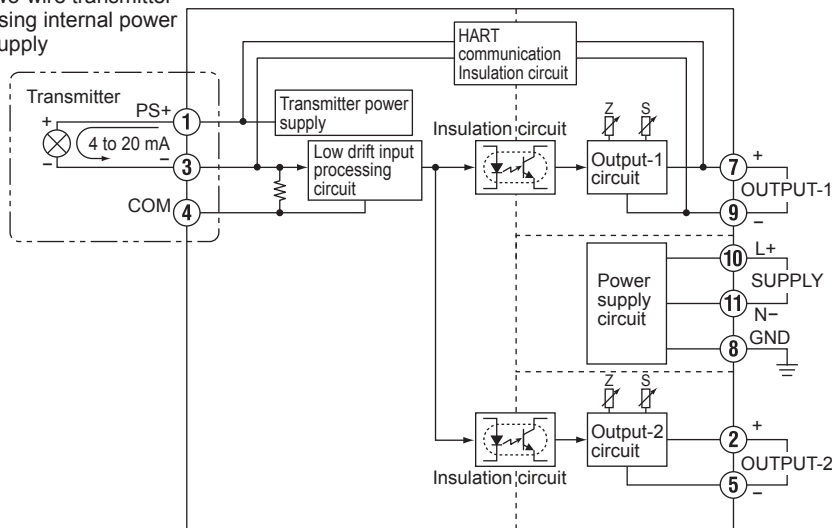 wo-wire transmitter
sing internal power
upply
Transmitter
PS+
1
+
4 to 20 mA
−
−
3
COM
4
Transmitter power
supply
Low drift input
processing
circuit
HART
communication
Insulation circuit
Insulation circuit
Z
S
Output-1
circuit
7
+
OUTPUT-1
9
−
Power
supply
circuit
10
L+
SUPPLY
11
N−
8
GND
Z
S
Output-2
circuit
Insulation circuit
2
+
OUTPUT-2
5
−